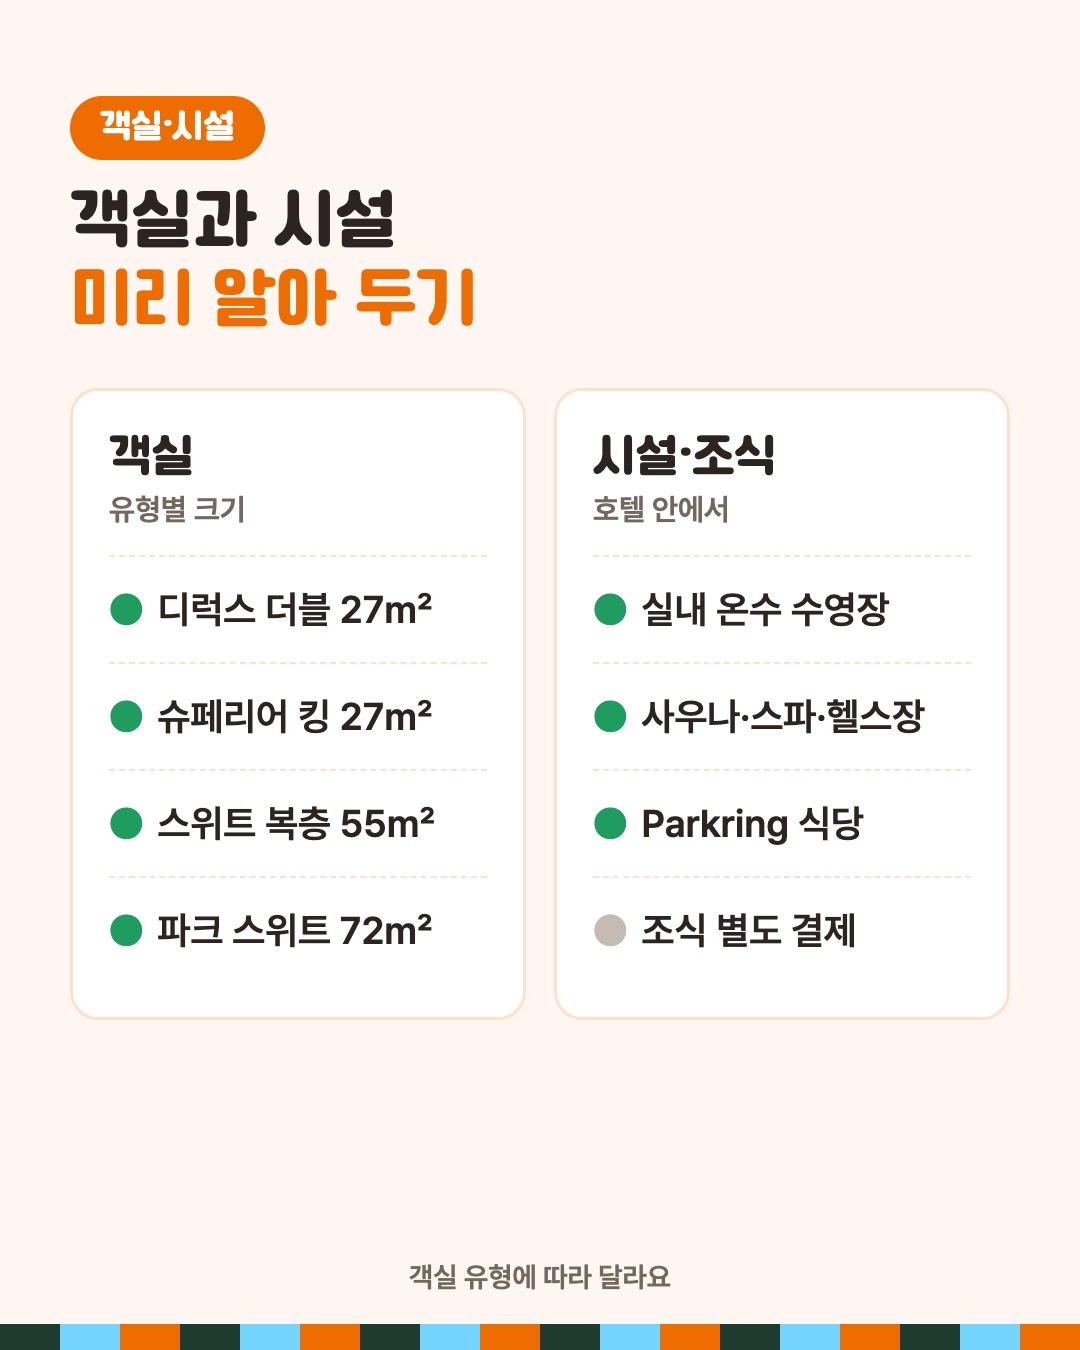 객실·시설
객실과 시설
미리 알아 두기
객실
유형별 크기
디럭스 더블 27m²
슈페리어 킹 27m²
스위트 복층 55m²
파크 스위트 72m²
시설·조식
호텔 안에서
실내 온수 수영장
사우나·스파·헬스장
Parkring 식당
조식 별도 결제
객실 유형에 따라 달라요